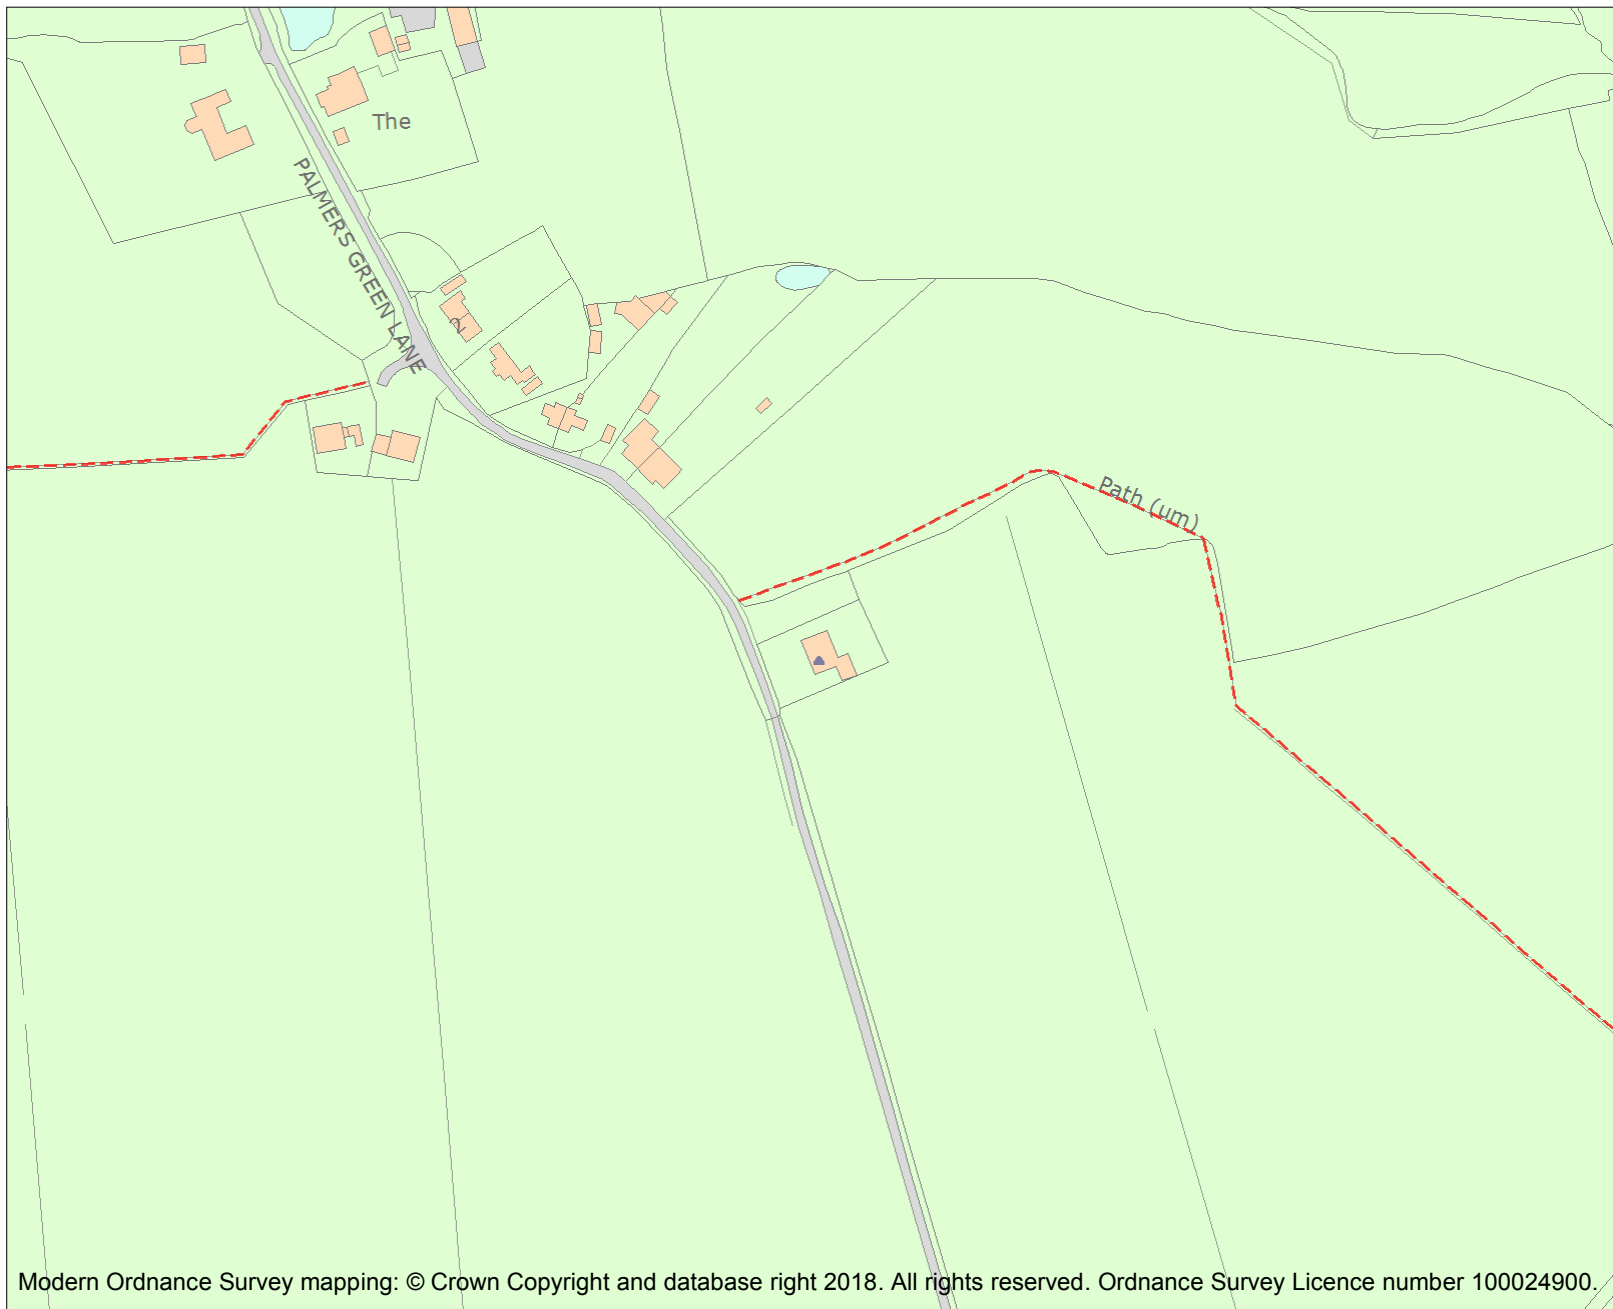 The
PALMERS GREEN LANE
2
Path (um)
Modern Ordnance Survey mapping: © Crown Copyright and database right 2018. All rights reserved. Ordnance Survey Licence number 100024900.